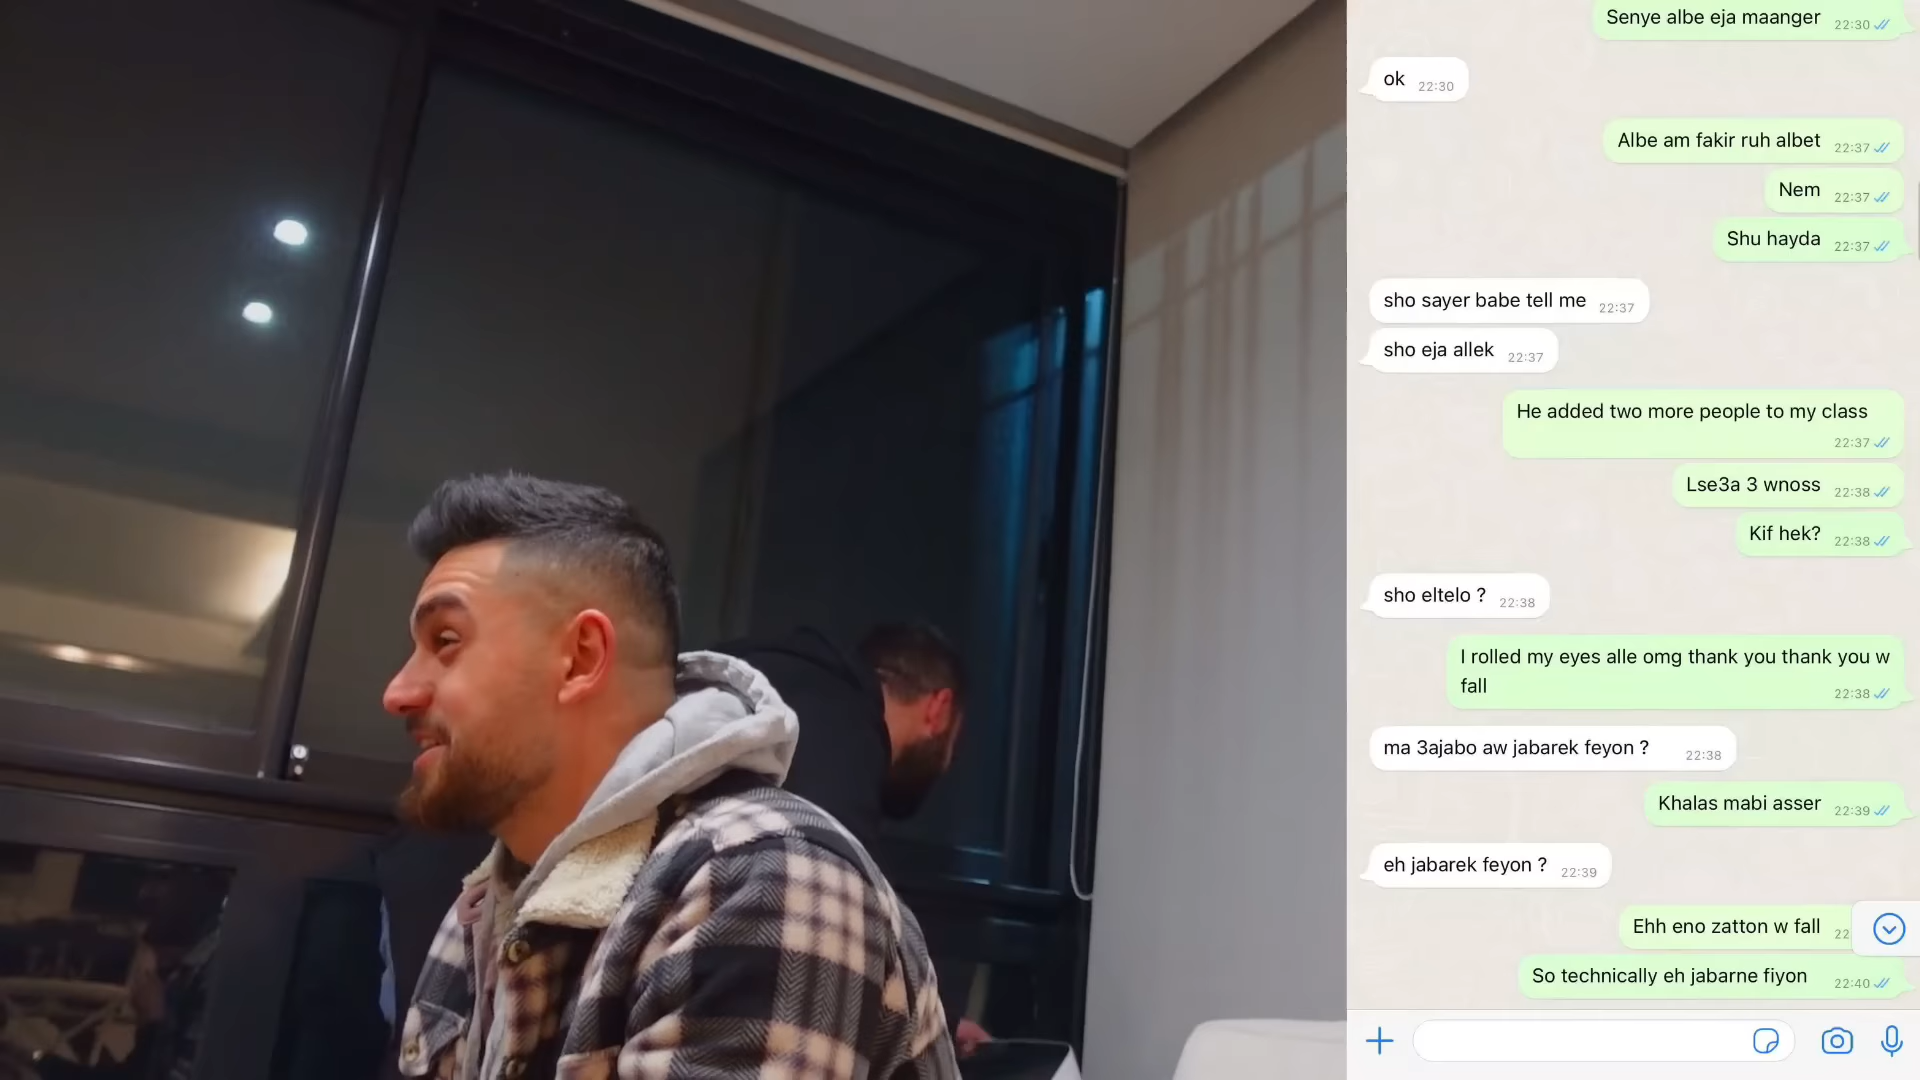 Senye albe eja maanger 22:30
ok 22:30
Albe am fakir ruh albet 22:37
Nem 22:37
Shu hayda 22:37
sho sayer babe tell me 22:37
sho eja allek 22:37
He added two more people to my class
22:37
Lse3a 3 wnoss 22:38
Kif hek? 22:38
sho eltelo ? 22:38
I rolled my eyes alle omg thank you thank you w
fall 22:38
ma 3ajabo aw jabarek feyon ? 22:38
Khalas mabi asser 22:39
eh jabarek feyon ? 22:39
Ehh eno zatton w fall 22
So technically eh jabarne fiyon 22:40